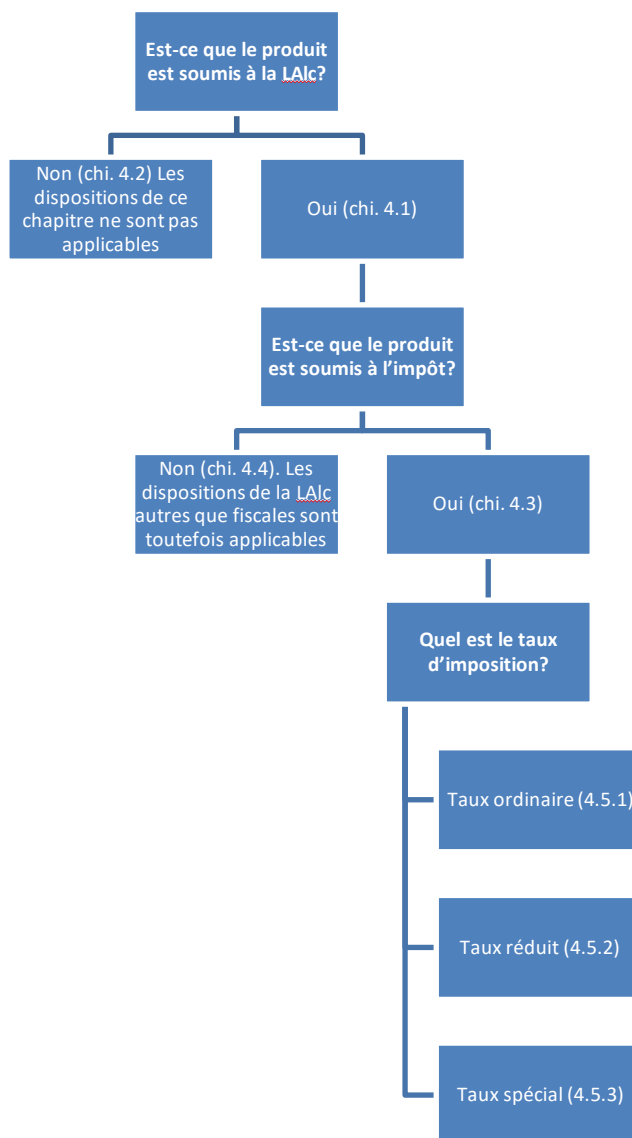 Est-ce que le produit
est soumis à la LAlc?
Non (chi. 4.2) Les
dispositions de ce
chapitre ne sont pas
applicables
Oui (chi. 4.1)
Est-ce que le produit
est soumis à l’impôt?
Non (chi. 4.4). Les
dispositions de la LAlc
autres que fiscales sont
toutefois applicables
Oui (chi. 4.3)
Quel est le taux
d’imposition?
Taux ordinaire (4.5.1)
Taux réduit (4.5.2)
Taux spécial (4.5.3)